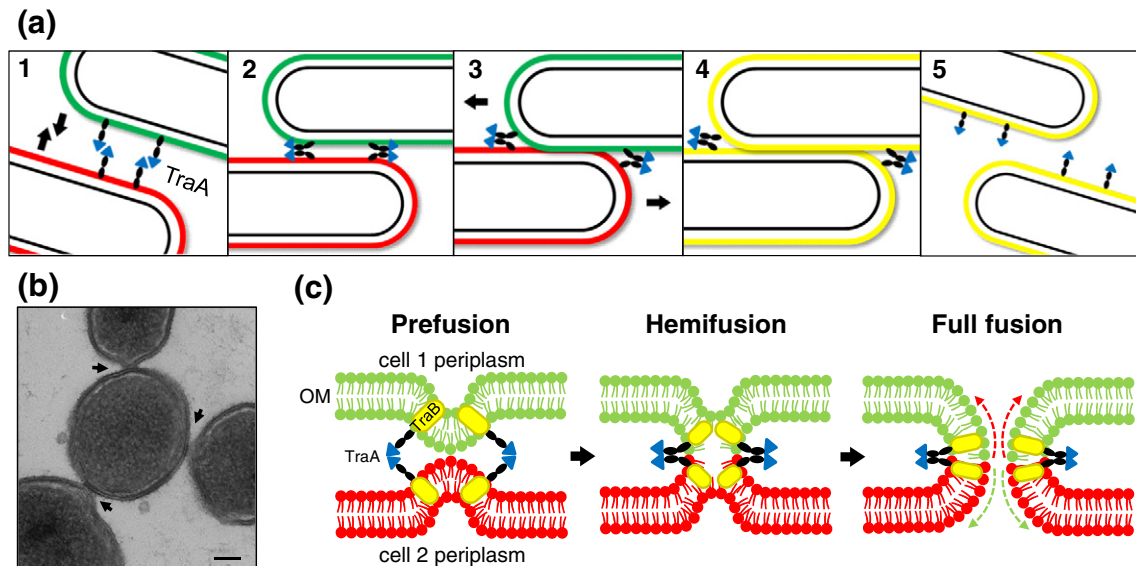 (a)
1
2
3
4
5
TraA
(b)
(c)
Prefusion
Hemifusion
Full fusion
cell 1 periplasm
OM
TraB
TraA
cell 2 periplasm